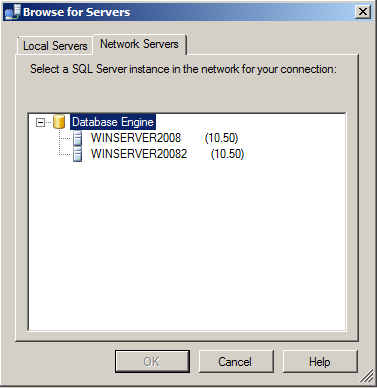 Browse for Servers
Local Servers
Network Servers
Select a SQL Server instance in the network for your connection:
Database Engine
WINSERVER2008 (10.50)
WINSERVER20082 (10.50)
OK
Cancel
Help